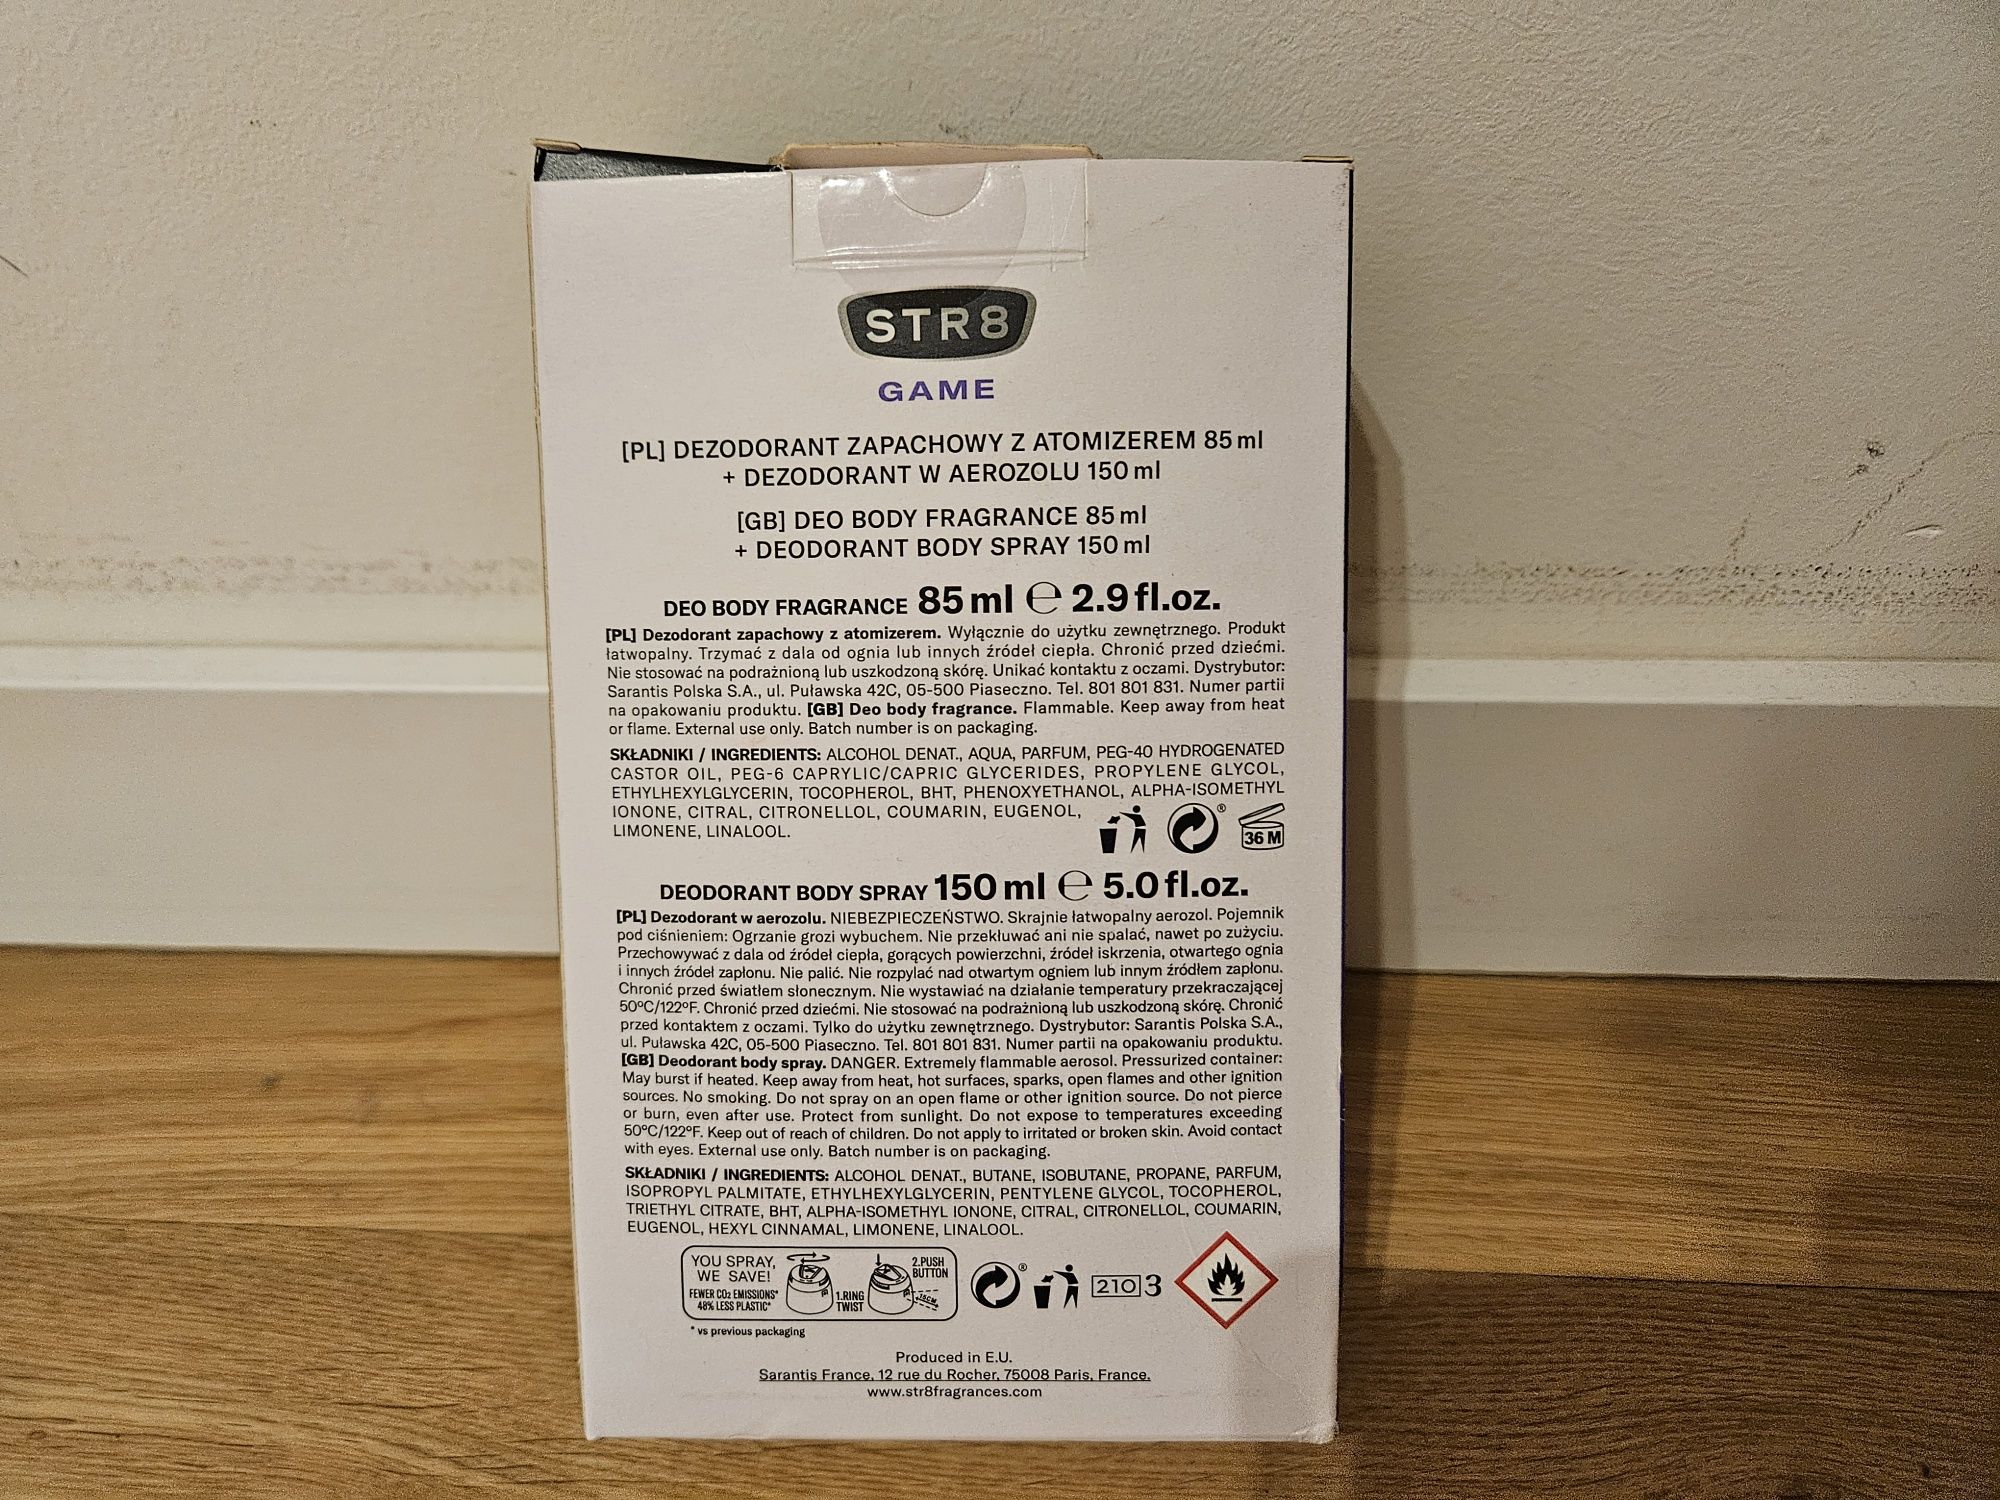 STR8
GAME
[PL] DEZODORANT ZAPACHOWY Z ATOMIZEREM 85 ml
+ DEZODORANT W AEROZOLU 150 ml
[GB] DEO BODY FRAGRANCE 85 ml
+ DEODORANT BODY SPRAY 150 ml
DEO BODY FRAGRANCE 85 ml ℮ 2.9 fl.oz.
[PL] Dezodorant zapachowy z atomizerem. Wyłącznie do użytku zewnętrznego. Produkt
łatwopalny. Trzymać z dala od ognia lub innych źródeł ciepła. Chronić przed dziećmi.
Nie stosować na podrażnioną lub uszkodzoną skórę. Unikać kontaktu z oczami. Dystrybutor:
Sarantis Polska S.A., ul. Puławska 42C, 05-500 Piaseczno. Tel. 801 801 831. Numer partii
na opakowaniu produktu. [GB] Deo body fragrance. Flammable. Keep away from heat
or flame. External use only. Batch number is on packaging.
SKŁADNIKI / INGREDIENTS: ALCOHOL DENAT., AQUA, PARFUM, PEG-40 HYDROGENATED
CASTOR OIL, PEG-6 CAPRYLIC/CAPRIC GLYCERIDES, PROPYLENE GLYCOL,
ETHYLHEXYLGLYCERIN, TOCOPHEROL, BHT, PHENOXYETHANOL, ALPHA-ISOMETHYL
IONONE, CITRAL, CITRONELLOL, COUMARIN, EUGENOL,
LIMONENE, LINALOOL.
®
36 M
DEODORANT BODY SPRAY 150 ml ℮ 5.0 fl.oz.
[PL] Dezodorant w aerozolu. NIEBEZPIECZEŃSTWO. Skrajnie łatwopalny aerozol. Pojemnik
pod ciśnieniem: Ogrzanie grozi wybuchem. Nie przekłuwać ani nie spalać, nawet po zużyciu.
Przechowywać z dala od źródeł ciepła, gorących powierzchni, źródeł iskrzenia, otwartego ognia
i innych źródeł zapłonu. Nie palić. Nie rozpylać nad otwartym ogniem lub innym źródłem zapłonu.
Chronić przed światłem słonecznym. Nie wystawiać na działanie temperatury przekraczającej
50°C/122°F. Chronić przed dziećmi. Nie stosować na podrażnioną lub uszkodzoną skórę. Chronić
przed kontaktem z oczami. Tylko do użytku zewnętrznego. Dystrybutor: Sarantis Polska S.A.,
ul. Puławska 42C, 05-500 Piaseczno. Tel. 801 801 831. Numer partii na opakowaniu produktu.
[GB] Deodorant body spray. DANGER. Extremely flammable aerosol. Pressurized container:
May burst if heated. Keep away from heat, hot surfaces, sparks, open flames and other ignition
sources. No smoking. Do not spray on an open flame or other ignition source. Do not pierce
or burn, even after use. Protect from sunlight. Do not expose to temperatures exceeding
50°C/122°F. Keep out of reach of children. Do not apply to irritated or broken skin. Avoid contact
with eyes. External use only. Batch number is on packaging.
SKŁADNIKI / INGREDIENTS: ALCOHOL DENAT., BUTANE, ISOBUTANE, PROPANE, PARFUM,
ISOPROPYL PALMITATE, ETHYLHEXYLGLYCERIN, PENTYLENE GLYCOL, TOCOPHEROL,
TRIETHYL CITRATE, BHT, ALPHA-ISOMETHYL IONONE, CITRAL, CITRONELLOL, COUMARIN,
EUGENOL, HEXYL CINNAMAL, LIMONENE, LINALOOL.
YOU SPRAY,
WE SAVE!
FEWER CO2 EMISSIONS*
48% LESS PLASTIC*
1.RING
TWIST
2.PUSH
BUTTON
15CM
®
210 3
* vs previous packaging
Produced in E.U.
Sarantis France, 12 rue du Rocher, 75008 Paris, France.
www.str8fragrances.com